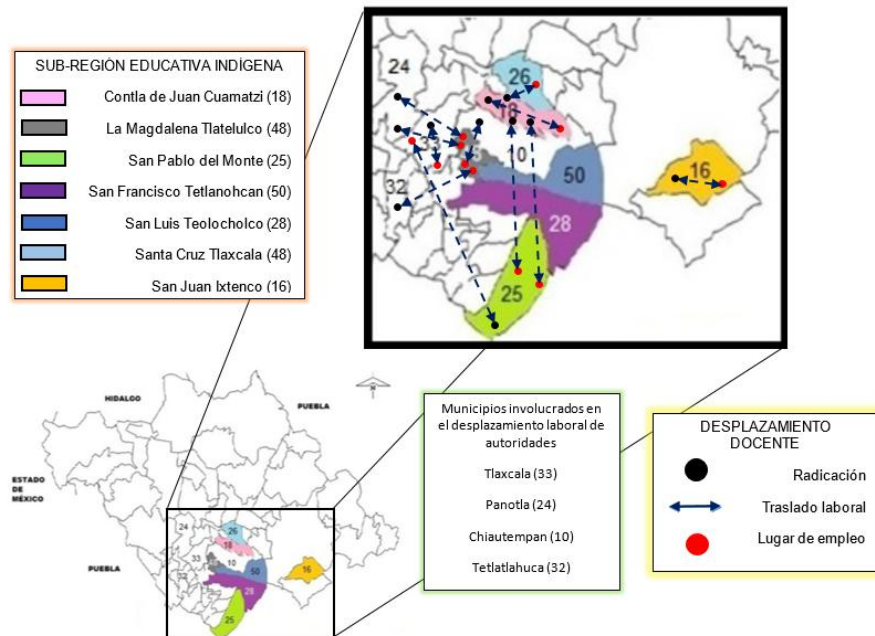 SUB-REGIÓN EDUCATIVA INDÍGENA
Contla de Juan Cuamatzi (18)
La Magdalena Tlatelulco (48)
San Pablo del Monte (25)
San Francisco Tetlanohcan (50)
San Luis Teolocholco (28)
Santa Cruz Tlaxcala (48)
San Juan Ixtenco (16)
24
26
18
33
10
50
16
32
28
25
HIDALGO
PUEBLA
N
ESTADO
DE
MÉXICO
PUEBLA
24
26
18
33
10
50
16
32
28
25
Municipios involucrados en
el desplazamiento laboral de
autoridades
Tlaxcala (33)
Panotla (24)
Chiautempan (10)
Tetlatlahuca (32)
DESPLAZAMIENTO
DOCENTE
Radicación
Traslado laboral
Lugar de empleo